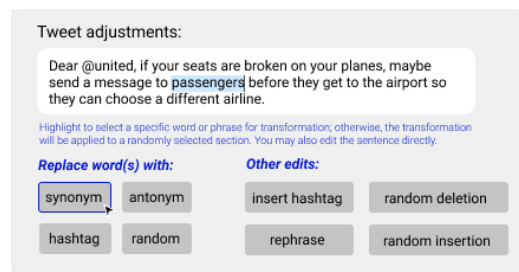 Tweet adjustments:
Dear @united, if your seats are broken on your planes, maybe
send a message to passengers before they get to the airport so
they can choose a different airline.
Highlight to select a specific word or phrase for transformation; otherwise, the transformation
will be applied to a randomly selected section. You may also edit the sentence directly.
Replace word(s) with:
Other edits:
synonym
antonym
insert hashtag
random deletion
hashtag
random
rephrase
random insertion